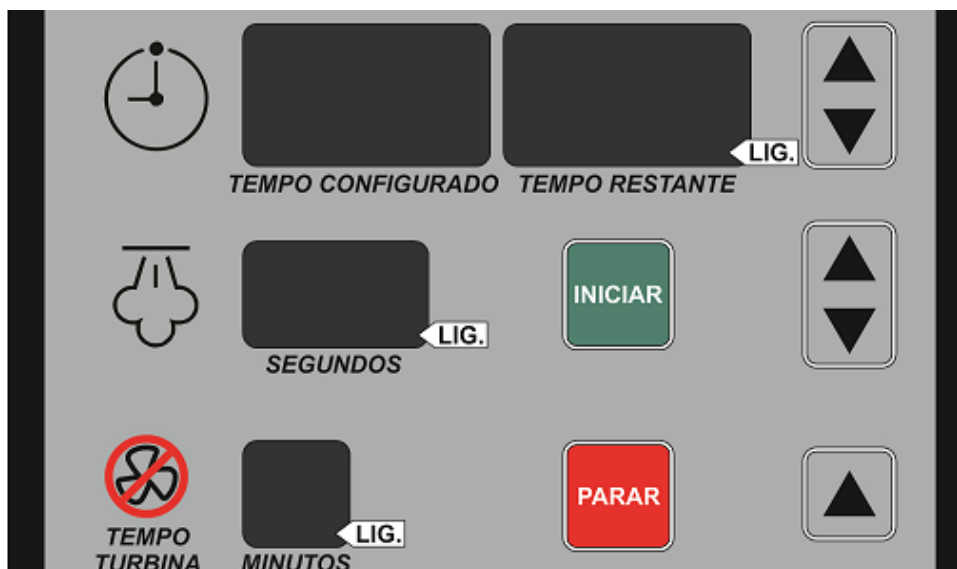 LIG.
TEMPO CONFIGURADO TEMPO RESTANTE
INICIAR
LIG.
SEGUNDOS
PARAR
LIG.
TEMPO
TURBINA MINUTOS